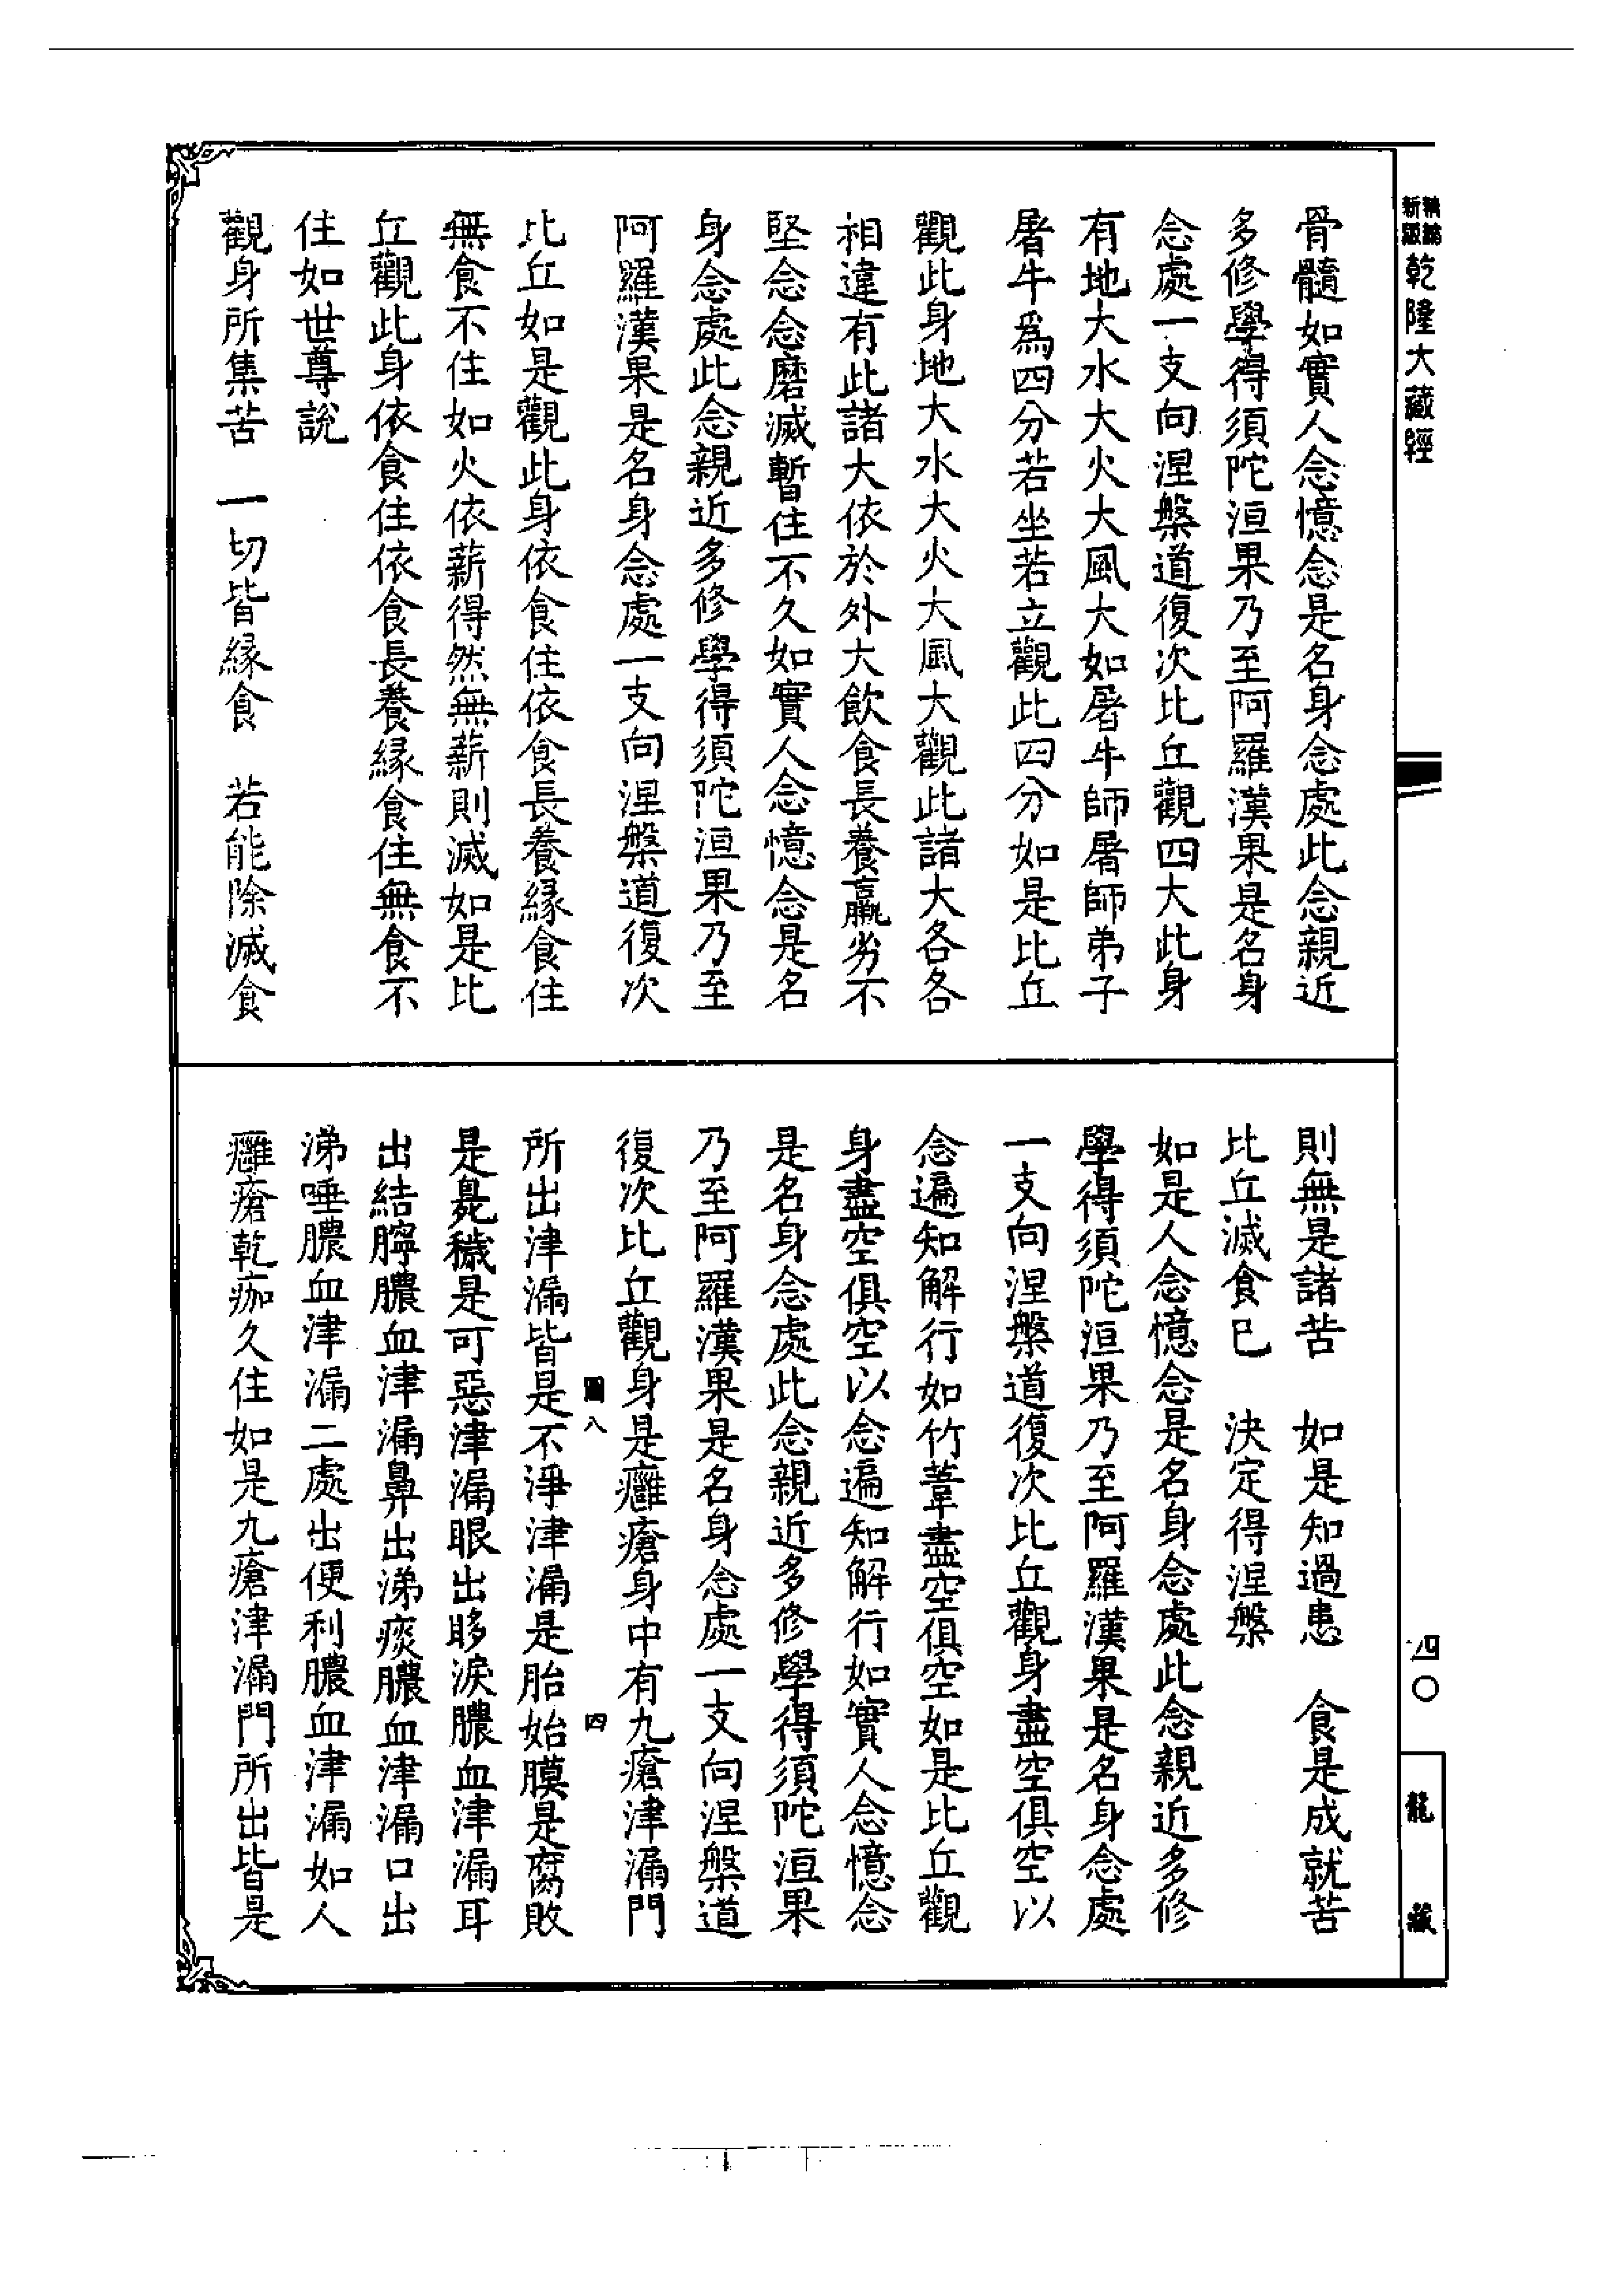 新編縮版乾隆大藏經
骨髓如實人念憶念是名身念處此念親近
多修學得須陀洹果乃至阿羅漢果是名身
念處一支向涅槃道復次比丘觀四大此身
有地大水大火大風大如屠牛師屠師弟子
屠牛為四分若坐若立觀此四分如是比丘
觀此身地大水大火大風大觀此諸大各各
相違有此諸大依於外大飲食長養羸劣不
堅念念磨滅暫住不久如實人念憶念是名
身念處此念親近多修學得須陀洹果乃至
阿羅漢果是名身念處一支向涅槃道復次
比丘如是觀此身依食住依食長養緣食住
無食不住如火依薪得然無薪則滅如是比
丘觀此身依食住依食長養緣食住無食不
住如世尊說
觀身所集苦　一切皆緣食　若能除滅食
則無是諸苦　如是知過患　食是成就苦
比丘滅食已　決定得涅槃
如是人念憶念是名身念處此念親近多修
學得須陀洹果乃至阿羅漢果是名身念處
一支向涅槃道復次比丘觀身盡空俱空以
念遍知解行如竹葦盡空俱空如是比丘觀
身盡空俱空以念遍知解行如實人念憶念
是名身念處此念親近多修學得須陀洹果
乃至阿羅漢果是名身念處一支向涅槃道
復次比丘觀身是癰瘡身中有九瘡津漏門
八　四
所出津漏皆是不淨津漏是胎始膜是腐敗
是臭穢是可惡津漏眼出眵淚膿血津漏耳
出結聹膿血津漏鼻出涕痰膿血津漏口出
涕唾膿血津漏二處出便利膿血津漏如人
癰瘡乾痂久住如是九瘡津漏門所出皆是
四〇
龍藏